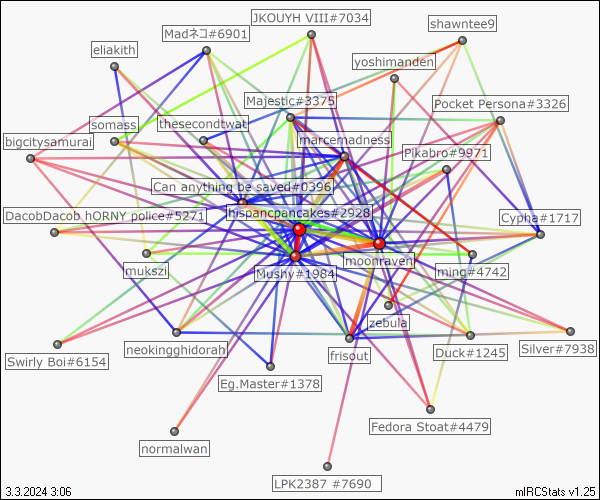 JKOUYH VIII#7034
shawntee9
Madネコ#6901
eliakith
yoshimanden
Majestic#3375
Pocket Persona#3326
somass
thesecondtwat
marcemadness
bigcitysamurai
Pikabro#9971
Can anything be saved#0396
DacobDacob hORNY police#5271
hispancpancakes#2928
Cypha#1717
moonraven
mukszi
Mushy#1984
ming#4742
zebula
neokingghidorah
frisout
Duck#1245
Silver#7938
Swirly Boi#6154
Eg.Master#1378
Fedora Stoat#4479
normalwan
LPK2387 #7690
3.3.2024 3:06
mIRCStats v1.25